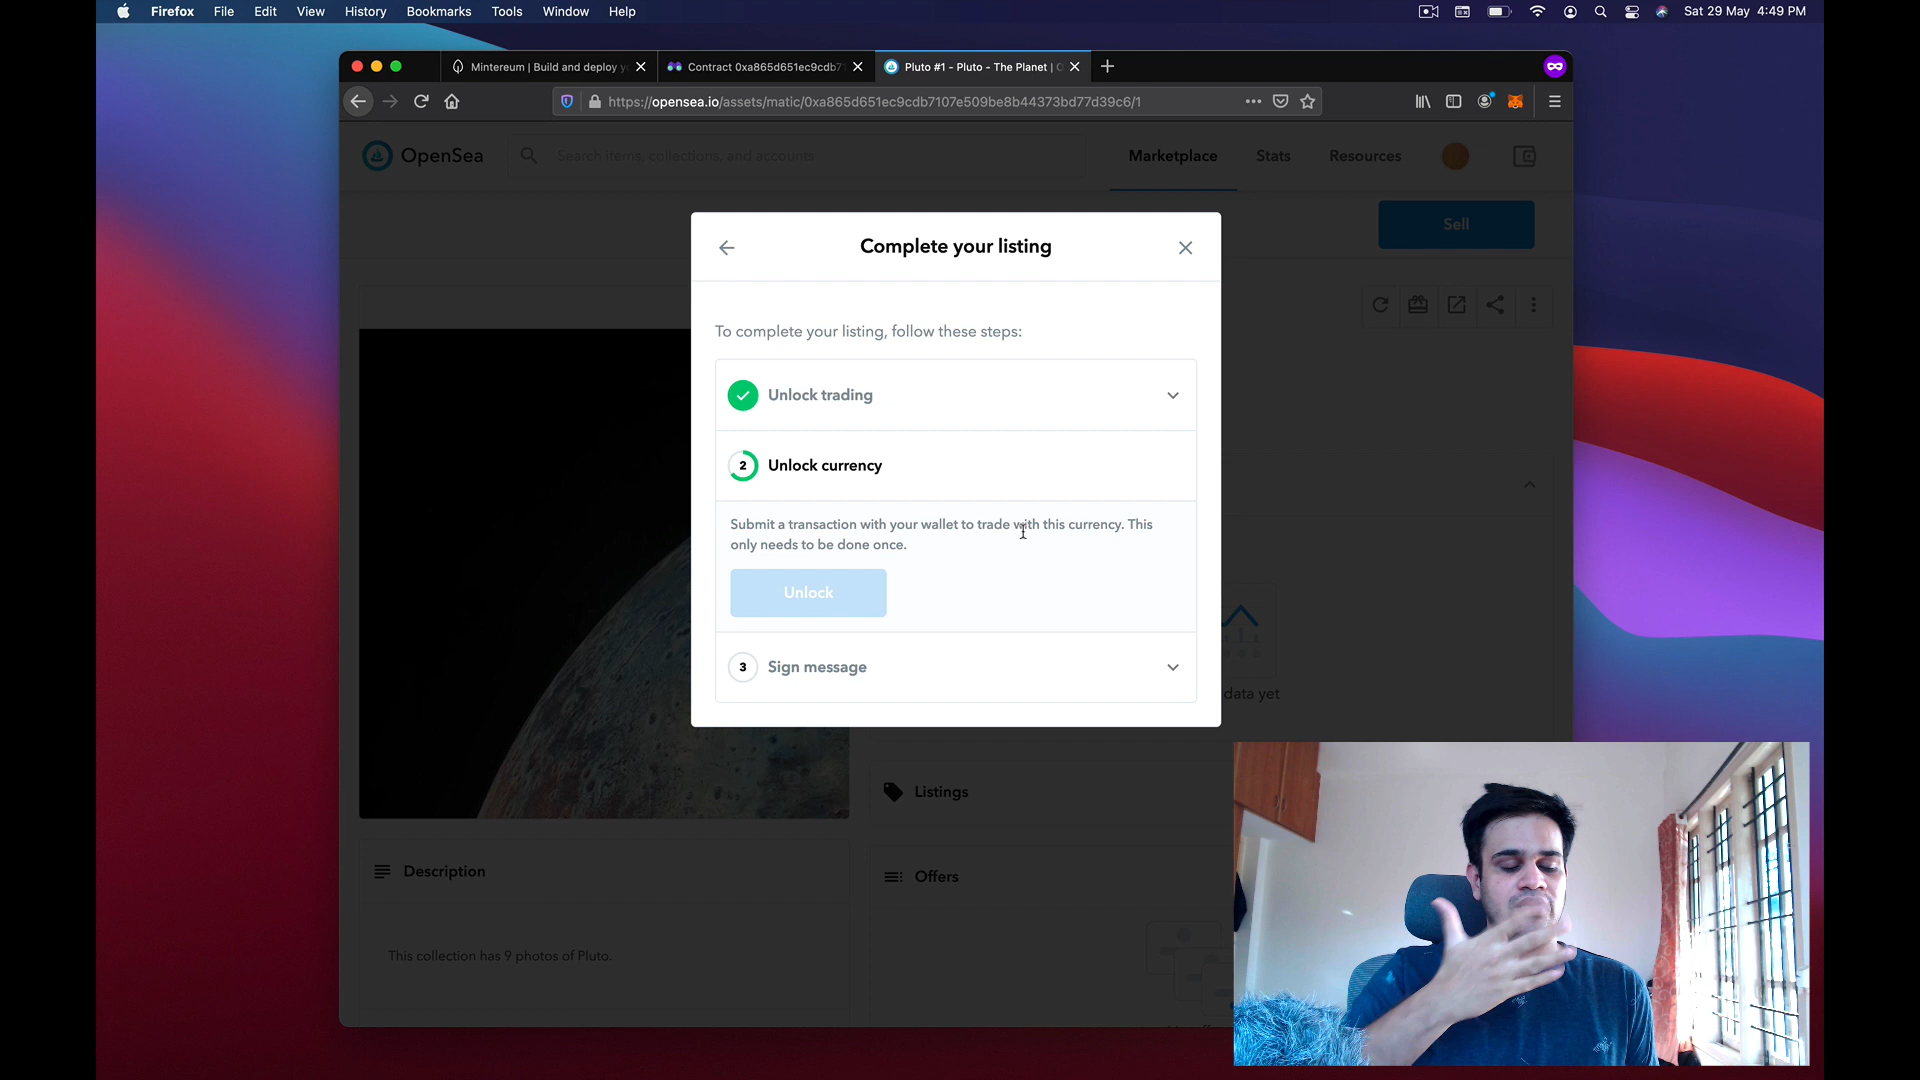 Firefox File Edit View History Bookmarks Tools Window Help Sat 29 May 4:49 PM
Mintereum | Build and deploy
Contract 0xa865d651ec9cdb7
Pluto #1 - Pluto - The Planet |
https://opensea.io/assets/matic/0xa865d651ec9cdb7107e509be8b44373bd77d39c6/1
OpenSea Search items, collections, and accounts Marketplace Stats Resources
Sell
Complete your listing
To complete your listing, follow these steps:
Unlock trading
2 Unlock currency
Submit a transaction with your wallet to trade with this currency. This
only needs to be done once.
Unlock
3 Sign message
data yet
Listings
Description
Offers
This collection has 9 photos of Pluto.